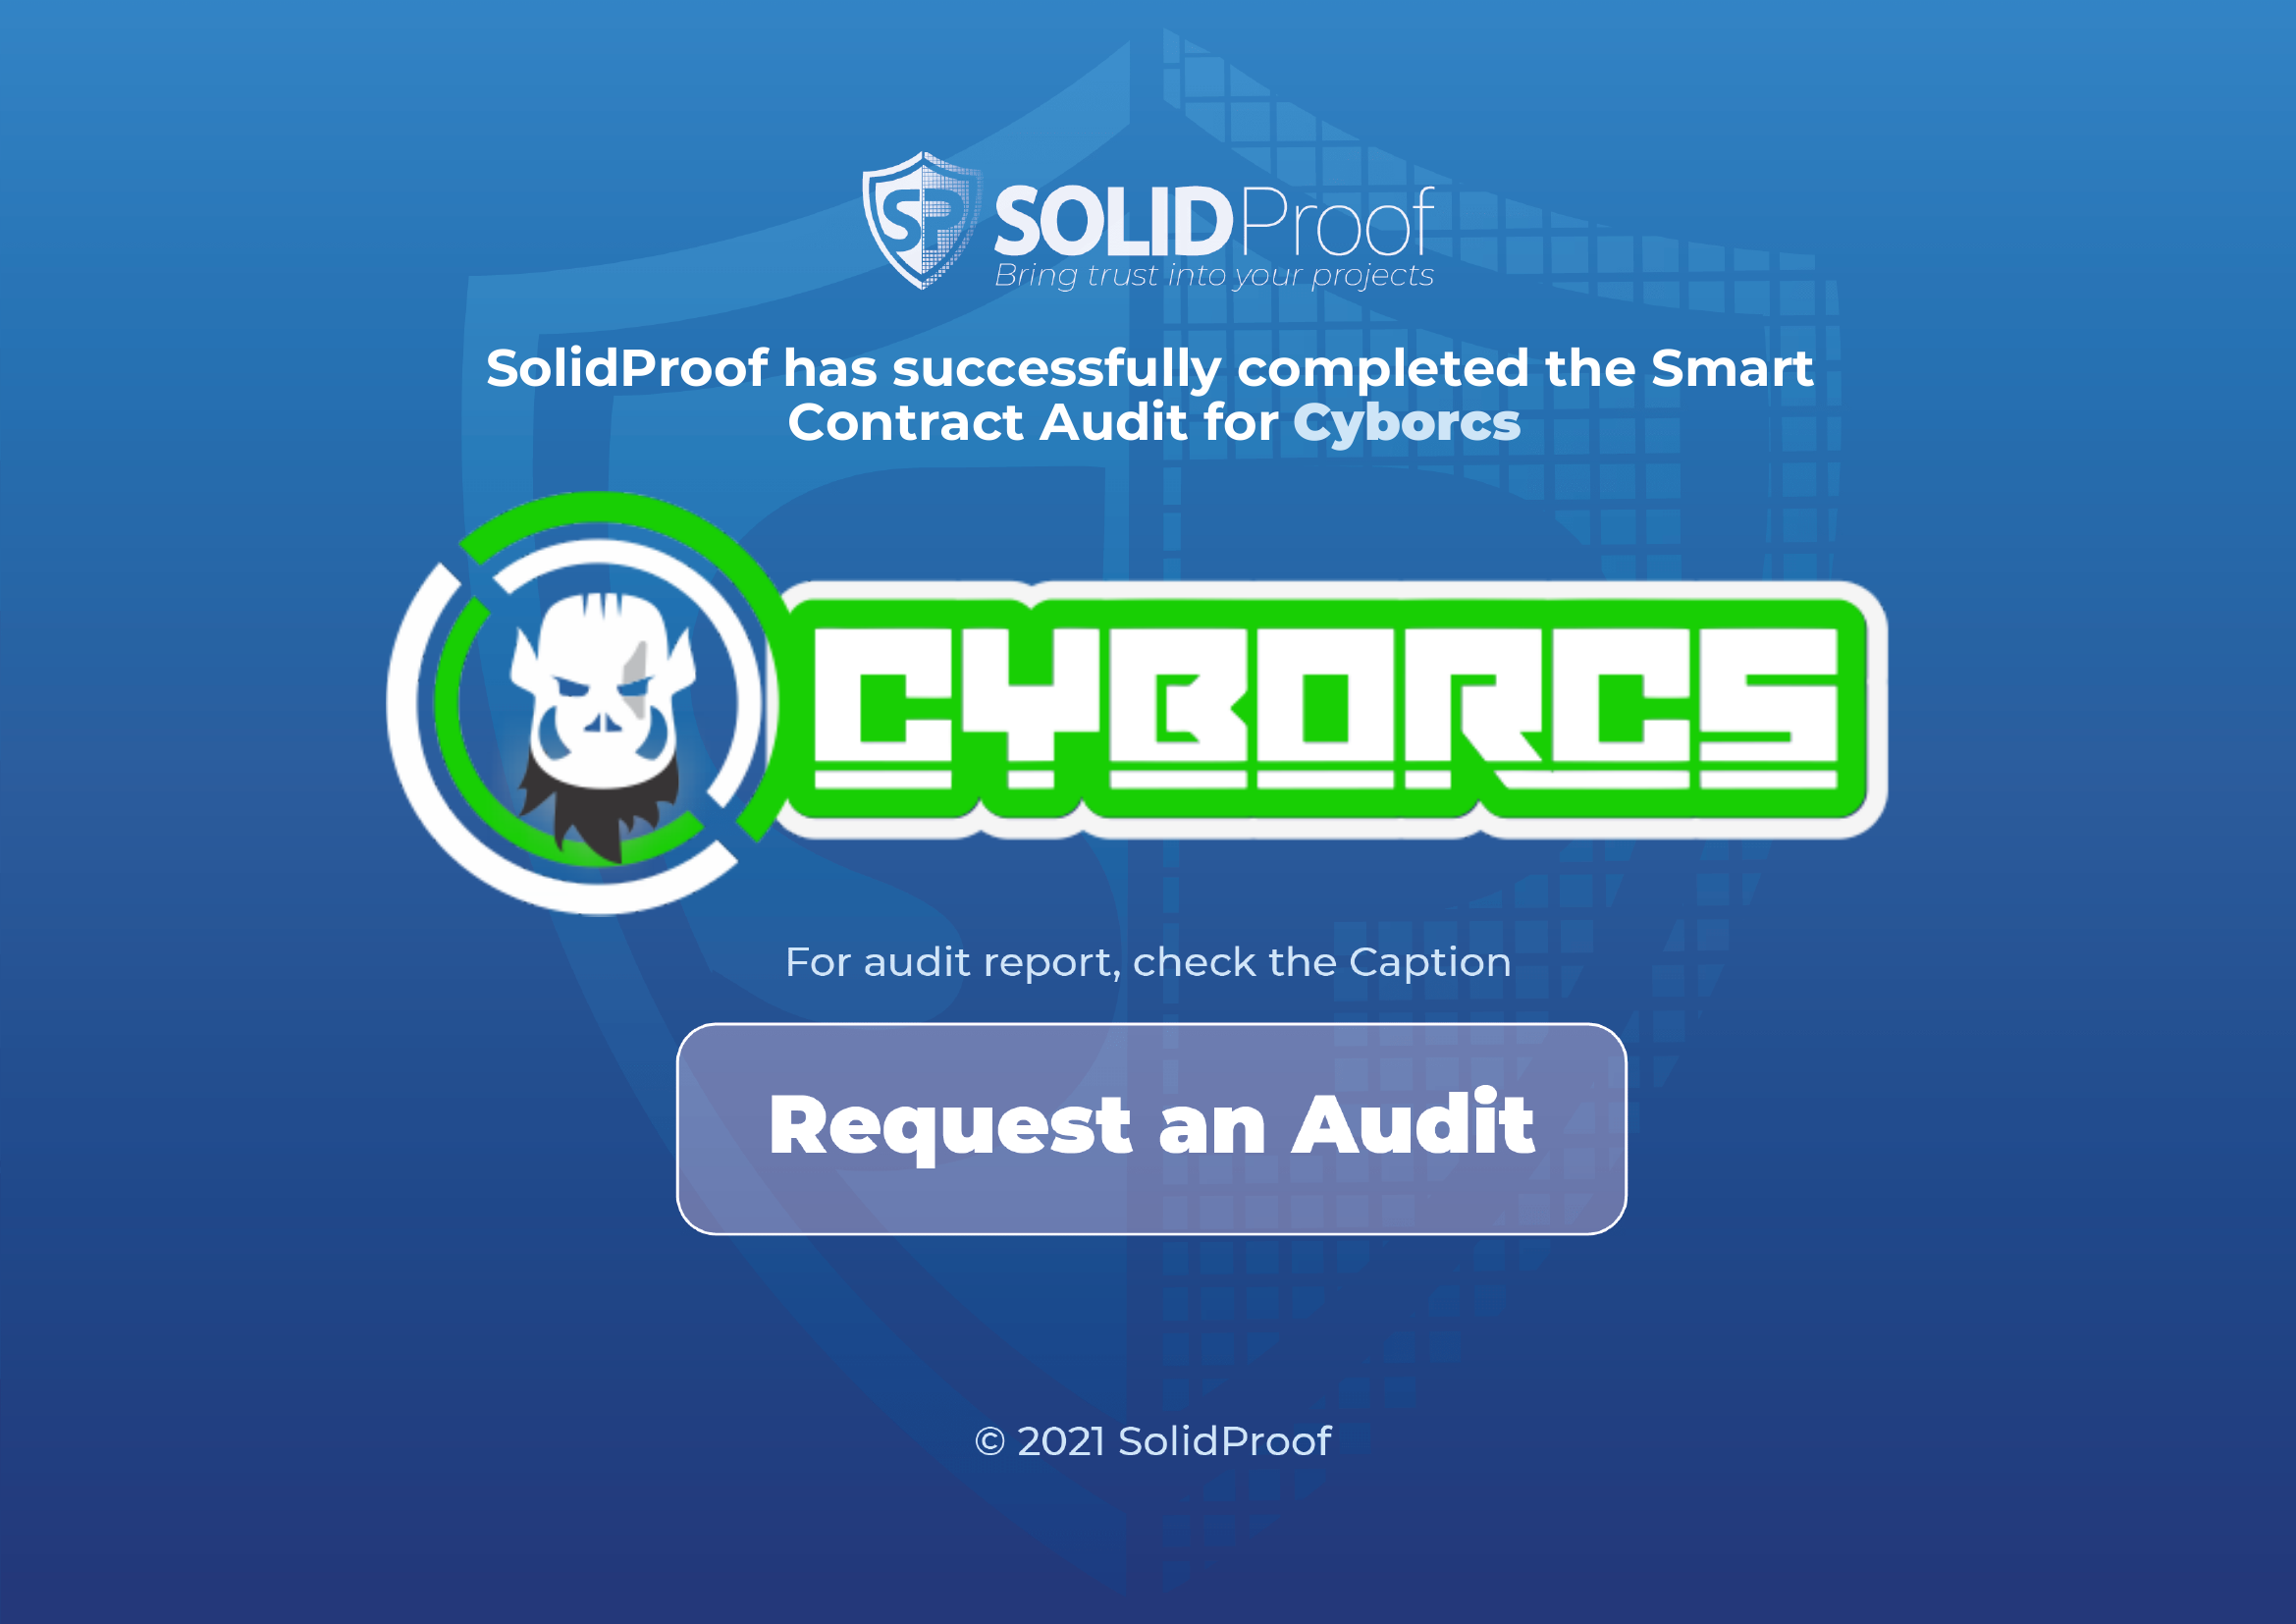 SP SOLIDProof
Bring trust into your projects
SolidProof has successfully completed the Smart
Contract Audit for Cyborcs
CYBORCS
For audit report, check the Caption
Request an Audit
© 2021 SolidProof